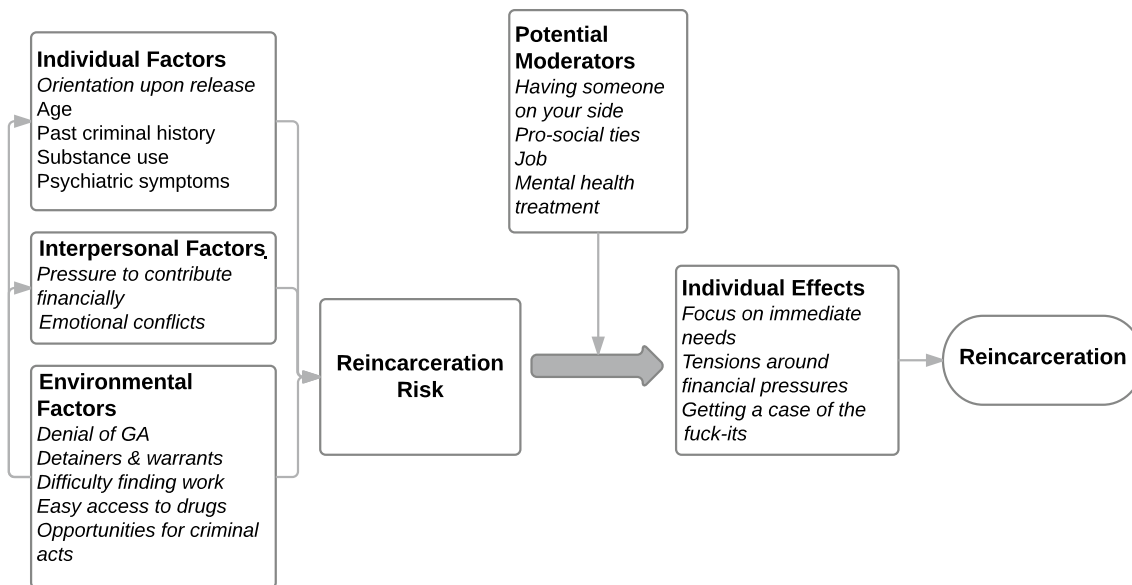 Individual Factors
Orientation upon release
Age
Past criminal history
Substance use
Psychiatric symptoms
Interpersonal Factors.
Pressure to contribute
financially
Emotional conflicts
Environmental
Factors
Denial of GA
Detainers & warrants
Difficulty finding work
Easy access to drugs
Opportunities for criminal
acts
Reincarceration
Risk
Potential
Moderators
Having someone
on your side
Pro-social ties
Job
Mental health
treatment
Individual Effects
Focus on immediate
needs
Tensions around
financial pressures
Getting a case of the
fuck-its
Reincarceration